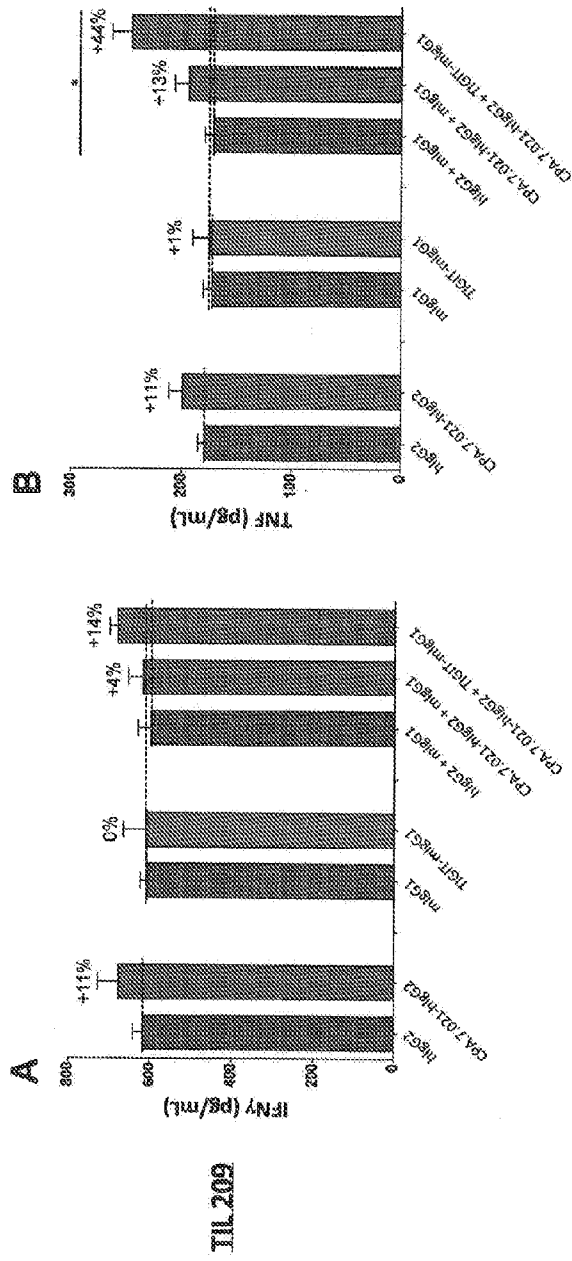 TIL 209
A
IFNγ (pg/mL)
800
600
400
200
0
+11%
0%
+4%
+14%
hIgG2
CPA.7.021-hIgG2
mIgG1
TIGIT-mIgG1
hIgG2 + mIgG1
CPA.7.021-hIgG2 + mIgG1
CPA.7.021-hIgG2 + TIGIT-mIgG1
B
TNF (pg/mL)
300
200
100
0
+11%
+1%
+13%
+44%
*
hIgG2
CPA.7.021-hIgG2
mIgG1
TIGIT-mIgG1
hIgG2 + mIgG1
CPA.7.021-hIgG2 + mIgG1
CPA.7.021-hIgG2 + TIGIT-mIgG1